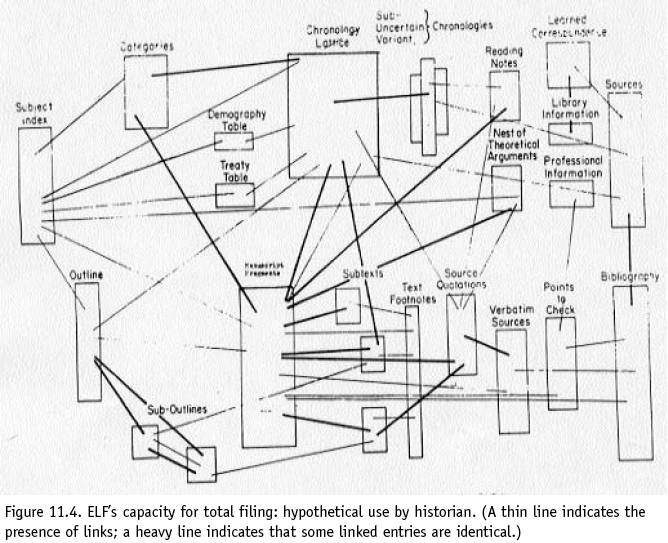 Sub-
Uncertain
Variant,
Chronologies
Chronology
Lattice
Categories
Reading
Notes
Learned
Correspondence
Sources
Subject
index
Demography
Table
Treaty
Table
Library
Information
Nest of
Theoretical
Arguments
Professional
Information
Outline
Manuscript
Fragments
Subtexts
Text
Footnotes
Source
Quotations
Verbatim
Sources
Points
to
Check
Bibliography
Sub-Outlines
Figure 11.4. ELF's capacity for total filing: hypothetical use by historian. (A thin line indicates the
presence of links; a heavy line indicates that some linked entries are identical.)